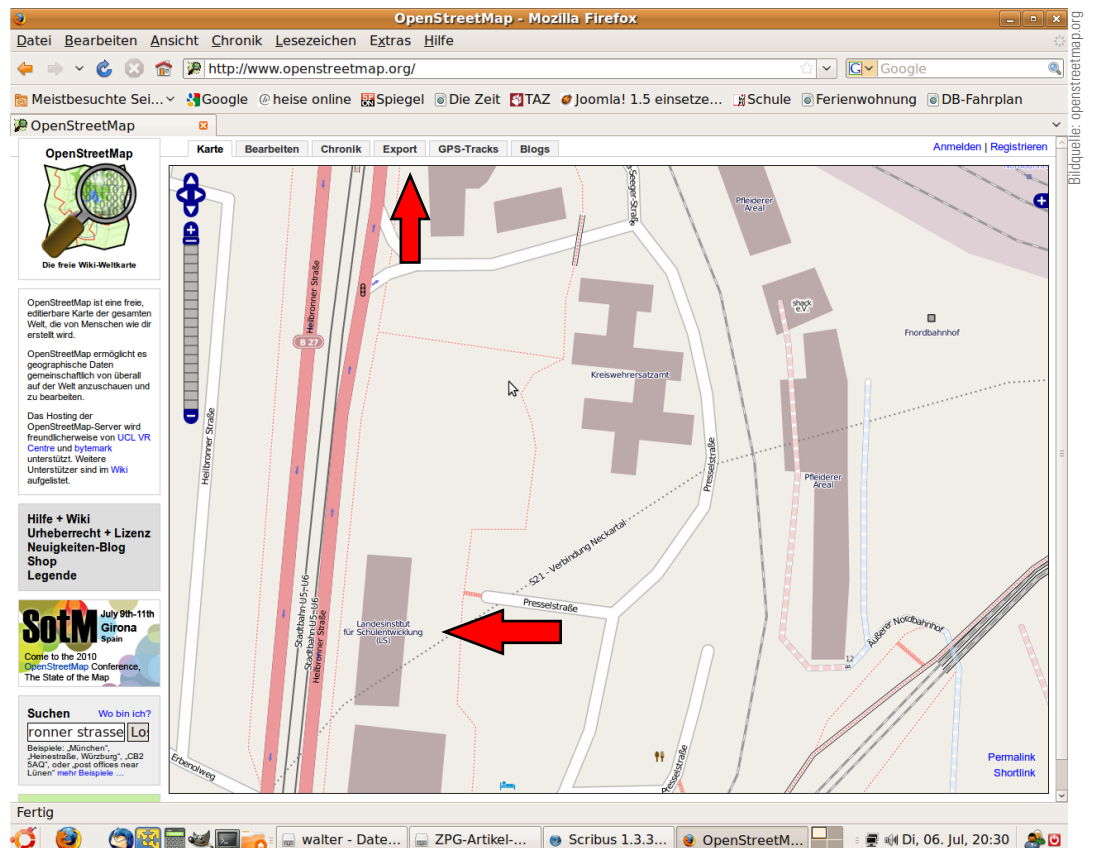 OpenStreetMap - Mozilla Firefox
Datei Bearbeiten Ansicht Chronik Lesezeichen Extras Hilfe
http://www.openstreetmap.org/
Google
Meistbesuchte Sei...
Google
heise online
Spiegel
Die Zeit
TAZ
Joomla! 1.5 einsetze...
Schule
Ferienwohnung
DB-Fahrplan
OpenStreetMap
Bildquelle: openstreetmap.org
OpenStreetMap
Die freie Wiki-Weltkarte
Karte
Bearbeiten
Chronik
Export
GPS-Tracks
Blogs
Anmelden | Registrieren
OpenStreetMap ist eine freie,
editierbare Karte der gesamten
Welt, die von Menschen wie dir
erstellt wird.
OpenStreetMap ermöglicht es
geographische Daten
gemeinschaftlich von überall
auf der Welt anzuschauen und
zu bearbeiten.
Das Hosting der
OpenStreetMap-Server wird
freundlicherweise von UCL VR
Centre und bytemark
unterstützt. Weitere
Unterstützer sind im Wiki
aufgelistet.
Hilfe + Wiki
Urheberrecht + Lizenz
Neuigkeiten-Blog
Shop
Legende
SotM
July 9th-11th
Girona
Spain
Come to the 2010
OpenStreetMap Conference,
The State of the Map
Suchen
Wo bin ich?
ronner strasse
Lo
Beispiele: „München",
„Heinestraße, Würzburg", „CB2
5AQ", oder „post offices near
Lünen" mehr Beispiele …
Seeger-Straße
Pfleiderer
Areal
shack
e.V.
Fnordbahnhof
Heilbronner Straße
B 27
Kreiswehrersatzamt
Heilbronner Straße
Presselstraße
Pfleiderer
Areal
S21 - Verbindung Neckartal
Presselstraße
Stadtbahn U5, U6
Stadtbahn U5, U6
Heilbronner Straße
Landesinstitut
für Schulentwicklung
(LS)
Äußerer Nordbahnhof
12
Erbenolweg
Presselstraße
Permalink
Shortlink
Fertig
walter - Date...
ZPG-Artikel-...
Scribus 1.3.3...
OpenStreetM...
Di, 06. Jul, 20:30